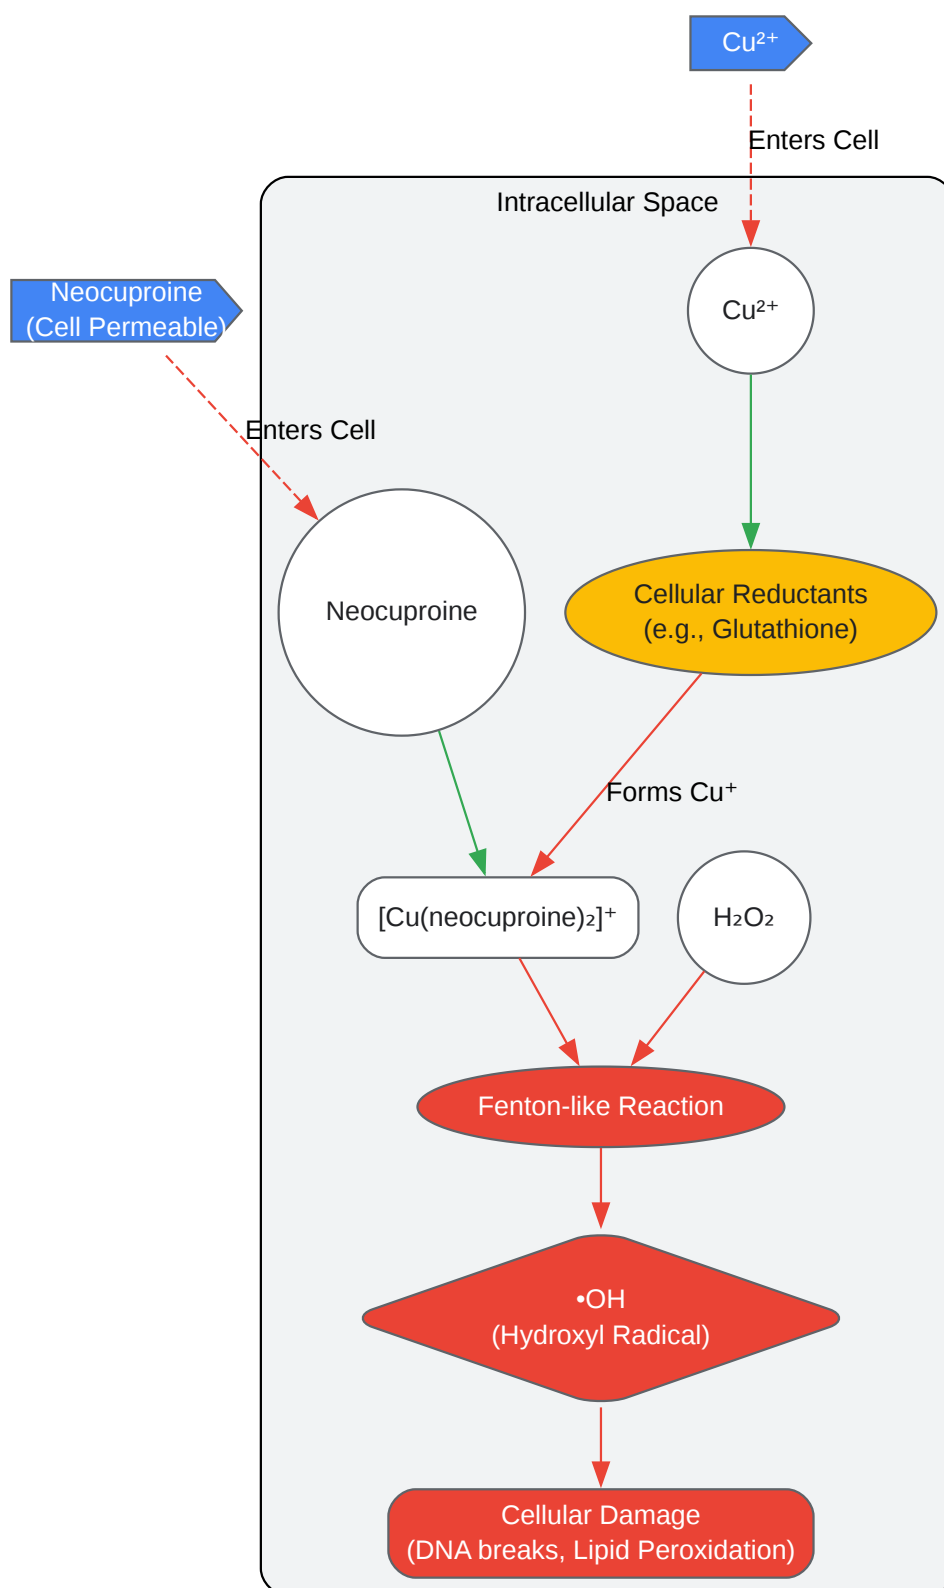 Cu²⁺
Enters Cell
Intracellular Space
Neocuproine
(Cell Permeable)
Cu²⁺
Enters Cell
Neocuproine
Cellular Reductants
(e.g., Glutathione)
Forms Cu⁺
[Cu(neocuproine)₂]⁺
H₂O₂
Fenton-like Reaction
•OH
(Hydroxyl Radical)
Cellular Damage
(DNA breaks, Lipid Peroxidation)